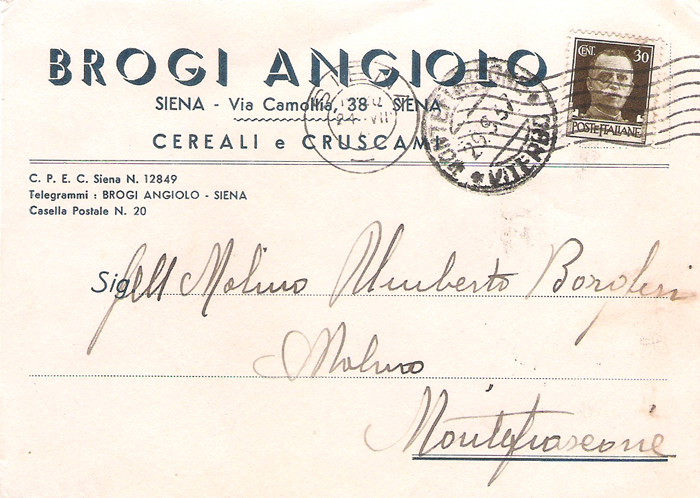 BROGI ANGIOLO
SIENA - Via Camollia, 38 - SIENA
CEREALI e CRUSCAMI
CENT. 30
POSTE ITALIANE
VITERBO
C. P. E. C. Siena N. 12849
Telegrammi : BROGI ANGIOLO - SIENA
Casella Postale N. 20
Sig Molino Umberto Borghesi
Molino
Montefiascone